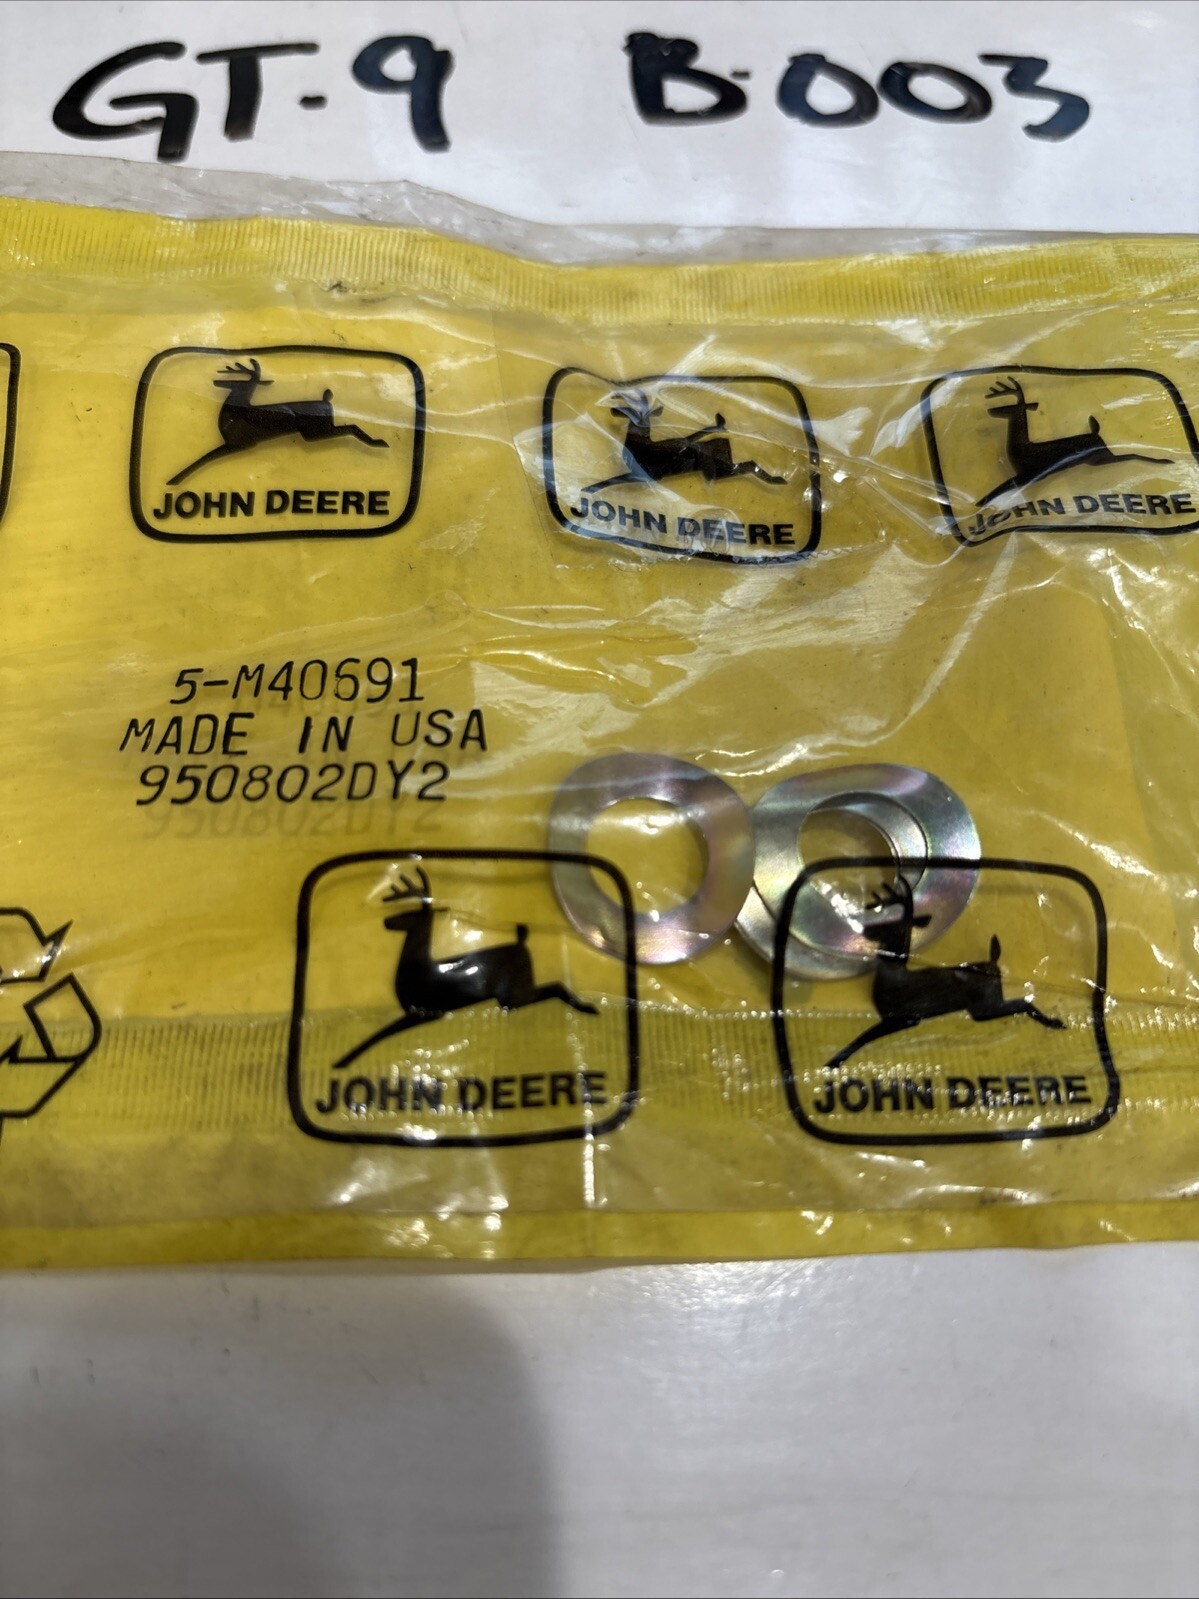 GT-9 B-003
JOHN DEERE
JOHN DEERE
JOHN DEERE
5-M40691
MADE IN USA
950802DY2
JOHN DEERE
JOHN DEERE